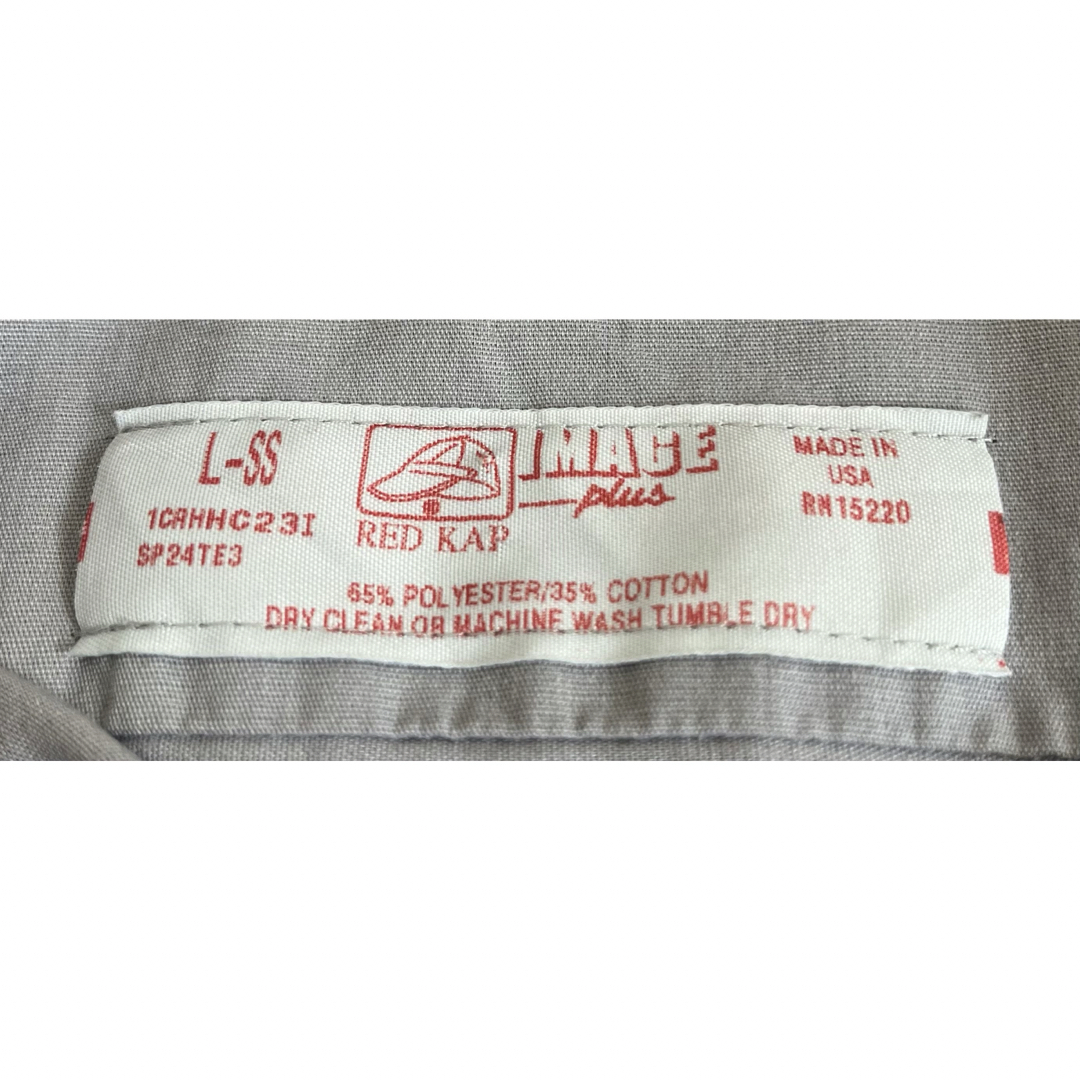 L-SS
1CRHHC23I
SP24TE3
RED KAP
IMAGE
plus
MADE IN
USA
RN15220
65% POLYESTER/35% COTTON
DRY CLEAN OR MACHINE WASH TUMBLE DRY